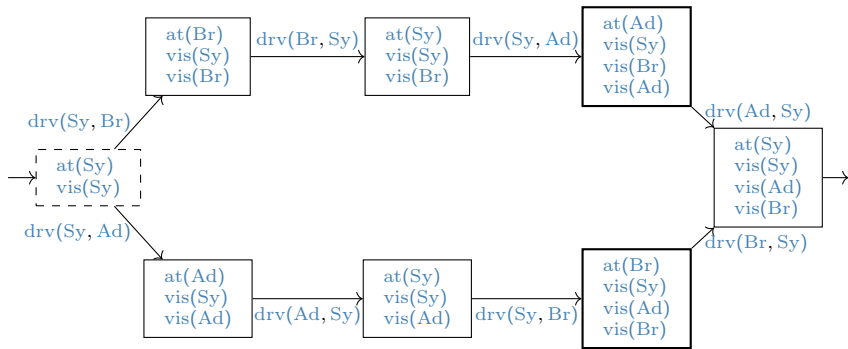 at(Br)
vis(Sy)
vis(Br)
drv(Br, Sy)
at(Sy)
vis(Sy)
vis(Br)
drv(Sy, Ad)
at(Ad)
vis(Sy)
vis(Br)
vis(Ad)
drv(Sy, Br)
drv(Ad, Sy)
at(Sy)
vis(Sy)
at(Sy)
vis(Sy)
vis(Ad)
vis(Br)
drv(Sy, Ad)
drv(Br, Sy)
at(Ad)
vis(Sy)
vis(Ad)
drv(Ad, Sy)
at(Sy)
vis(Sy)
vis(Ad)
drv(Sy, Br)
at(Br)
vis(Sy)
vis(Ad)
vis(Br)